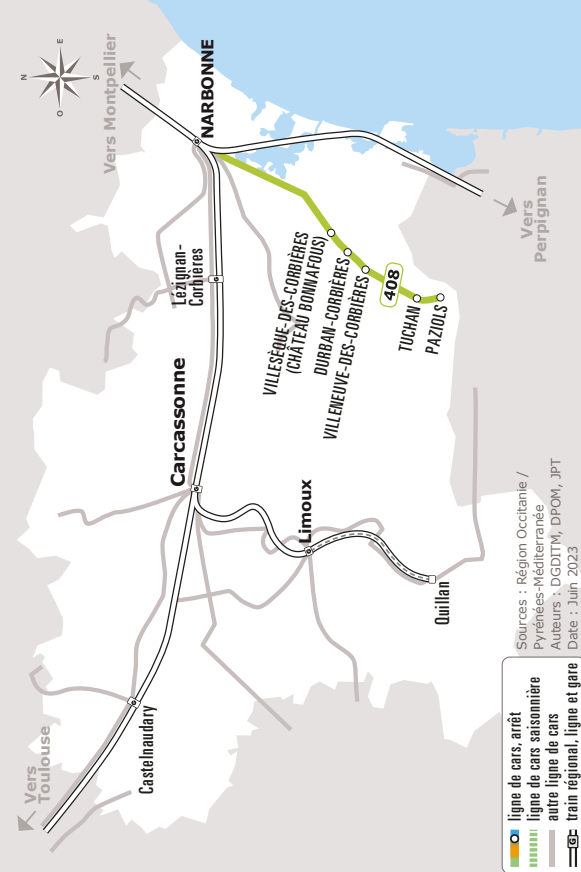 N
E
S
O
Vers Montpellier
NARBONNE
Lézignan-
Corbières
Carcassonne
VILLESÈQUE-DES-CORBIÈRES
(CHÂTEAU BONNAFOUS)
DURBAN-CORBIÈRES
VILLENEUVE-DES-CORBIÈRES
408
TUCHAN
PAZIOLS
Vers
Perpignan
Limoux
Quillan
Castelnaudary
Vers
Toulouse
Sources : Région Occitanie /
Pyrénées-Méditerranée
Auteurs : DGDITM, DPOM, JPT
Date : Juin 2023
ligne de cars, arrêt
ligne de cars saisonnière
autre ligne de cars
G train régional, ligne et gare